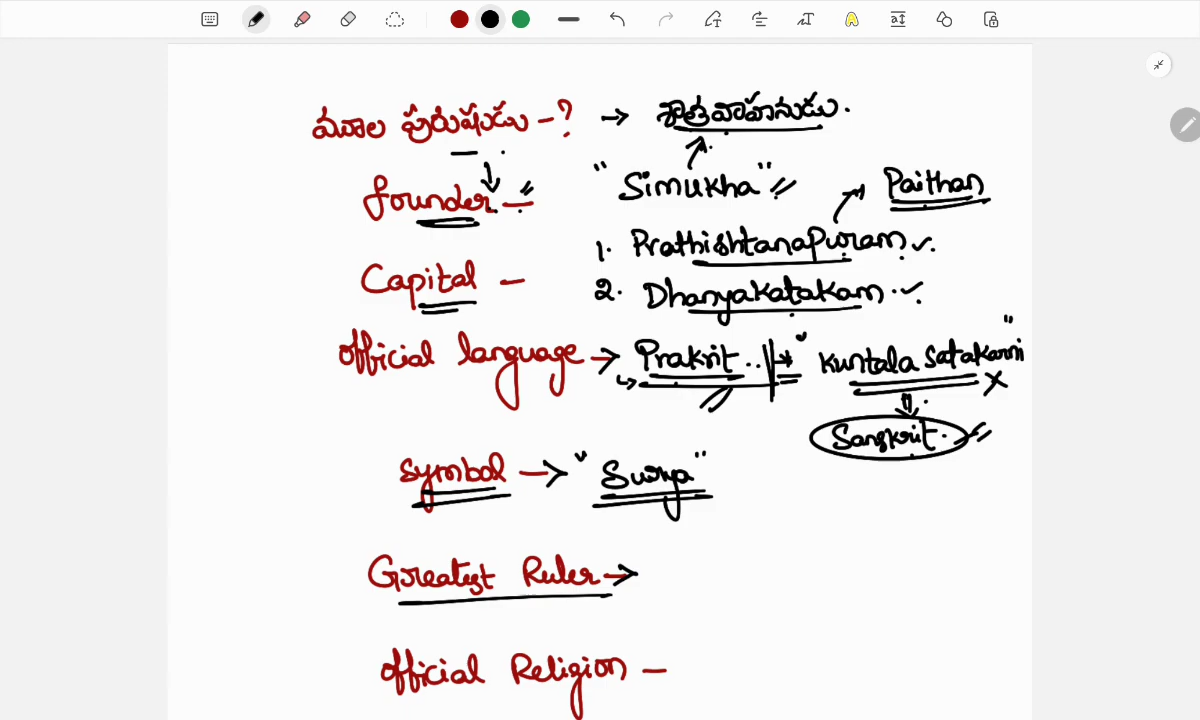 మూల పురుషుడు -? → శాతవాహనుడు.
founder - "Simukha"
Paithan
Capital - 1. PrathishtanaPuram
2. Dhanyakatakam
official language → Prakrit.. → "Kuntala Satakarni" x
Sanskrit.
Symbol → "Surya"
Greatest Ruler →
official Religion -